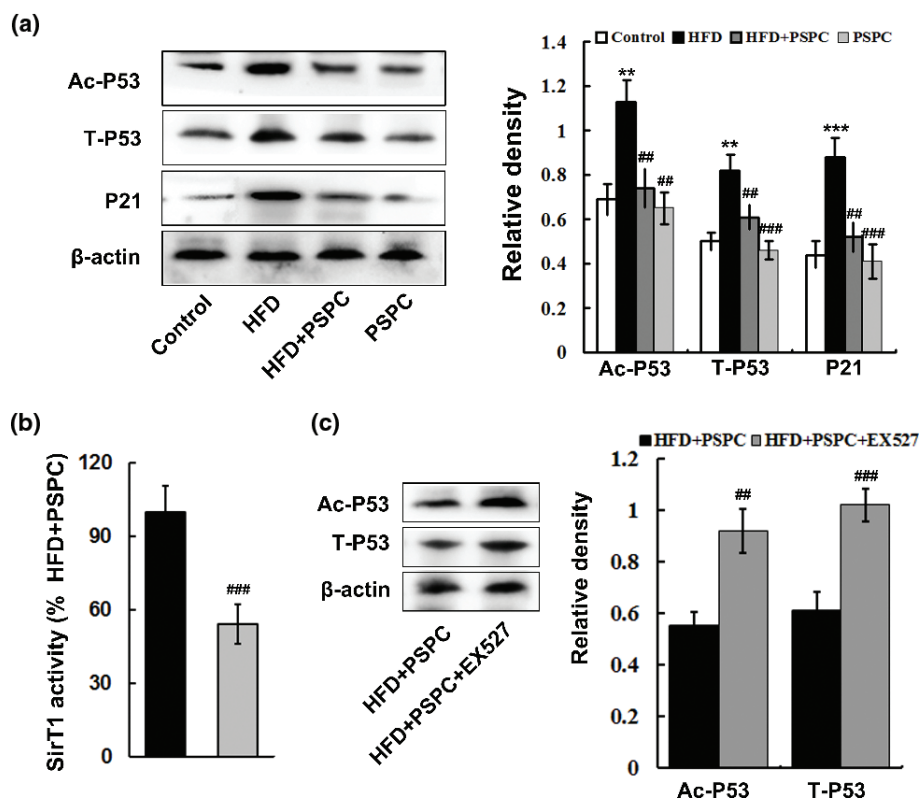 (a)
Ac-P53
T-P53
P21
β-actin
Control
HFD
HFD+PSPC
PSPC
Control HFD HFD+PSPC PSPC
Relative density
1.4
1.2
1
0.8
0.6
0.4
0.2
0
** ## ##
** ## ###
*** ## ###
Ac-P53 T-P53 P21
(b)
SirT1 activity (% HFD+PSPC)
120
90
60
30
0
###
(c)
Ac-P53
T-P53
β-actin
HFD+PSPC
HFD+PSPC+EX527
HFD+PSPC HFD+PSPC+EX527
Relative density
1.2
1
0.8
0.6
0.4
0.2
0
## ###
Ac-P53 T-P53